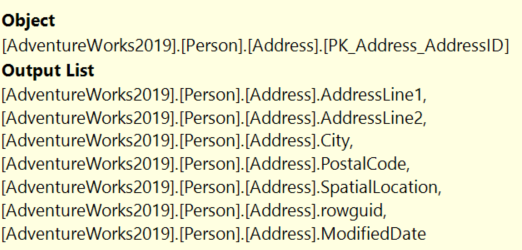 Object
[AdventureWorks2019].[Person].[Address].[PK_Address_AddressID]
Output List
[AdventureWorks2019].[Person].[Address].AddressLine1,
[AdventureWorks2019].[Person].[Address].AddressLine2,
[AdventureWorks2019].[Person].[Address].City,
[AdventureWorks2019].[Person].[Address].PostalCode,
[AdventureWorks2019].[Person].[Address].SpatialLocation,
[AdventureWorks2019].[Person].[Address].rowguid,
[AdventureWorks2019].[Person].[Address].ModifiedDate